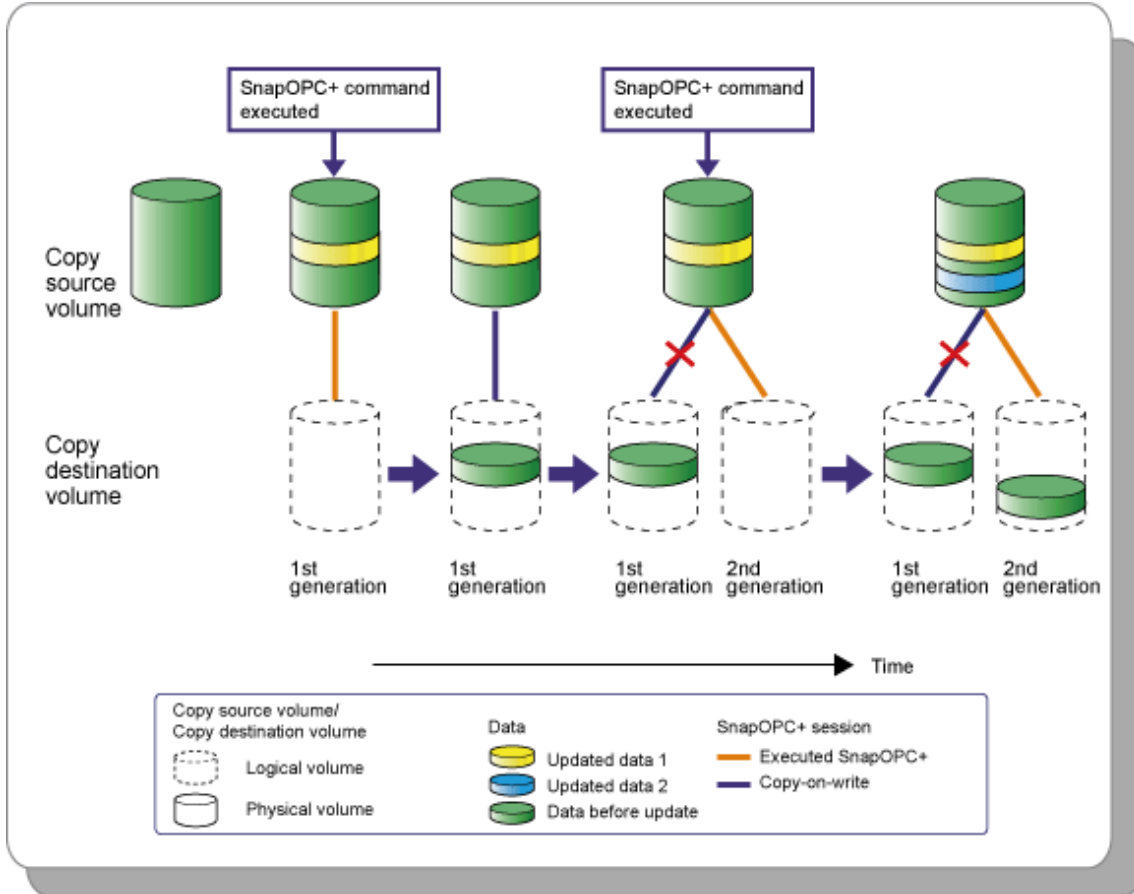 SnapOPC+ command
executed
SnapOPC+ command
executed
Copy
source
volume
Copy
destination
volume
1st
generation
1st
generation
1st
generation
2nd
generation
1st
generation
2nd
generation
Time
Copy source volume/
Copy destination volume
Logical volume
Physical volume
Data
Updated data 1
Updated data 2
Data before update
SnapOPC+ session
Executed SnapOPC+
Copy-on-write